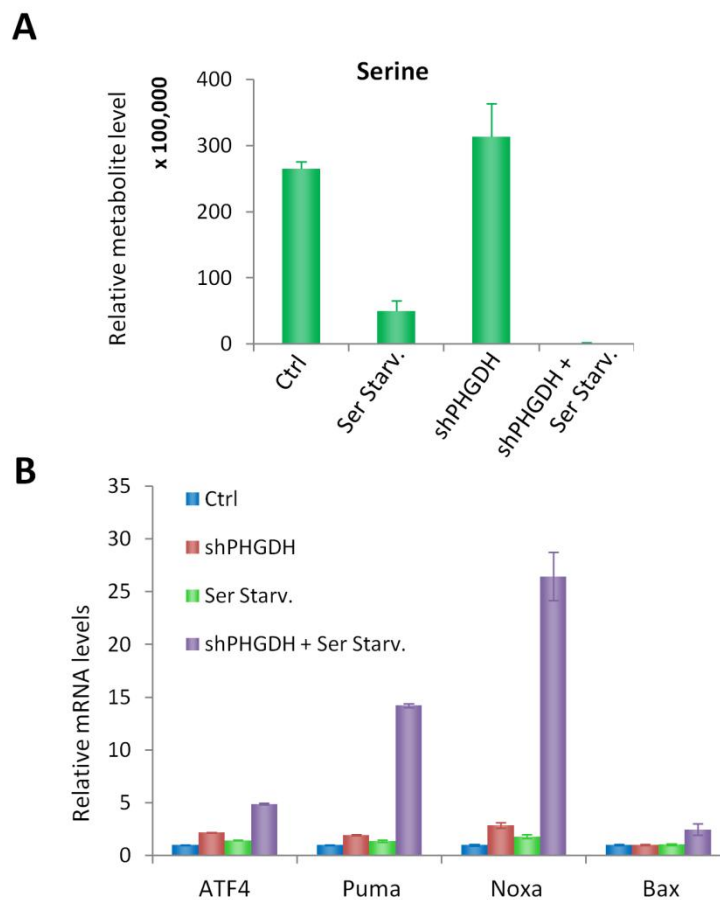 A
Serine
Relative metabolite level
x 100,000
400
300
200
100
0
Ctrl
Ser Starv.
shPHGDH
shPHGDH +
Ser Starv.
B
Relative mRNA levels
35
30
25
20
15
10
5
0
Ctrl
shPHGDH
Ser Starv.
shPHGDH + Ser Starv.
ATF4 Puma Noxa Bax